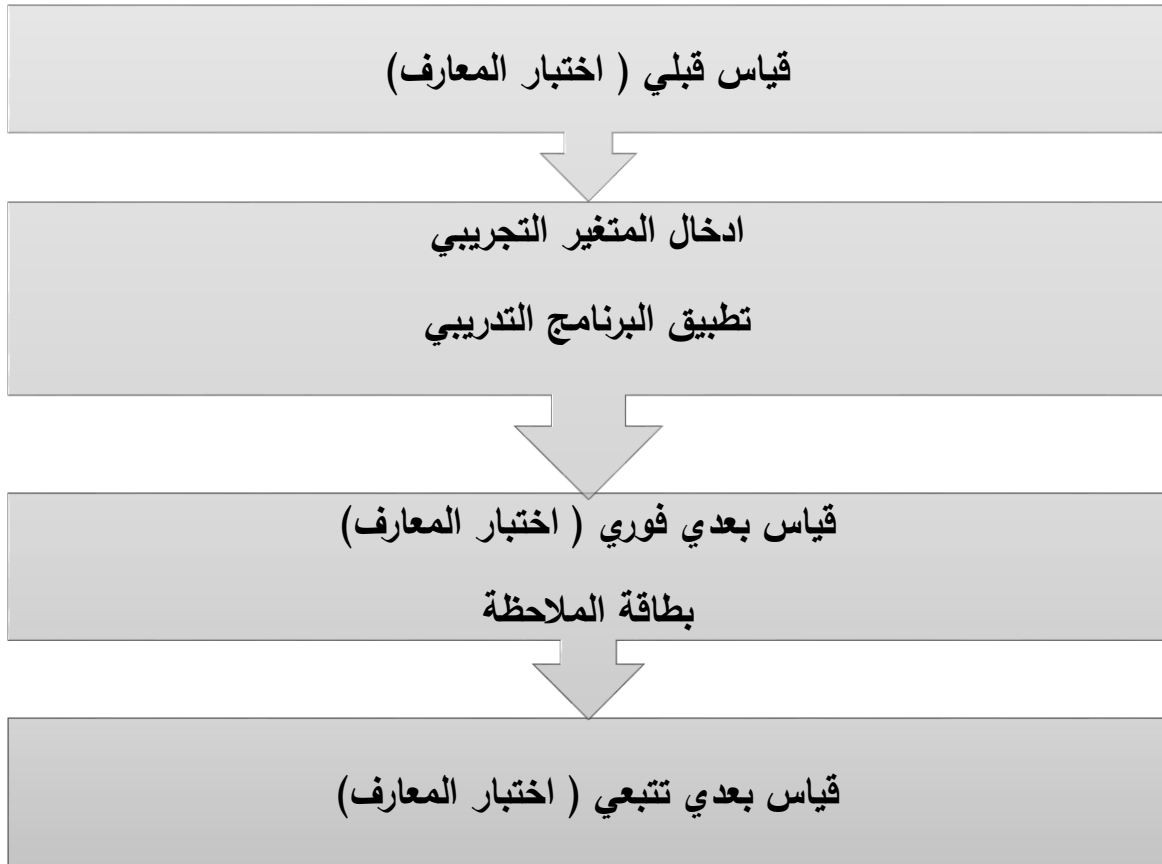 قياس قبلي ( اختبار المعارف)
ادخال المتغير التجريبي
تطبيق البرنامج التدريبي
قياس بعدي فوري ( اختبار المعارف)
بطاقة الملاحظة
قياس بعدي تتبعي ( اختبار المعارف)